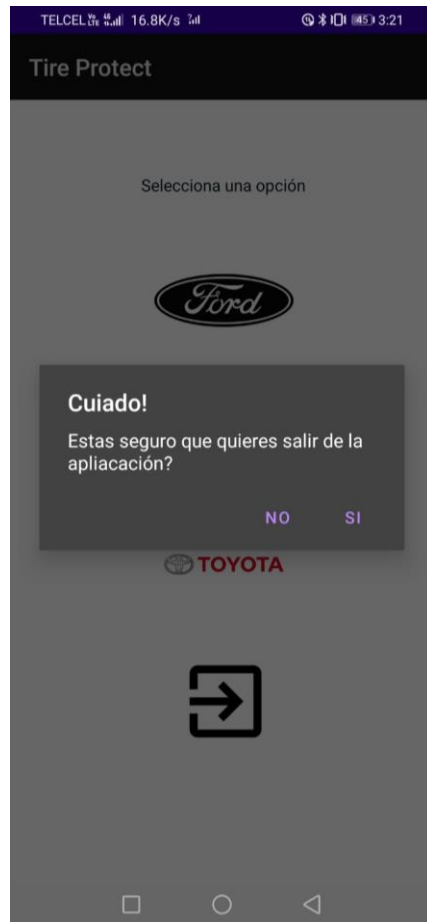 TELCEL 16.8K/s 45 3:21
Tire Protect
Selecciona una opción
Ford
Cuiado!
Estas seguro que quieres salir de la
apliacación?
NO SI
TOYOTA